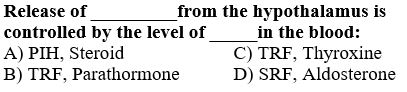 Release of _________from the hypothalamus is
controlled by the level of _____in the blood:
A) PIH, Steroid C) TRF, Thyroxine
B) TRF, Parathormone D) SRF, Aldosterone